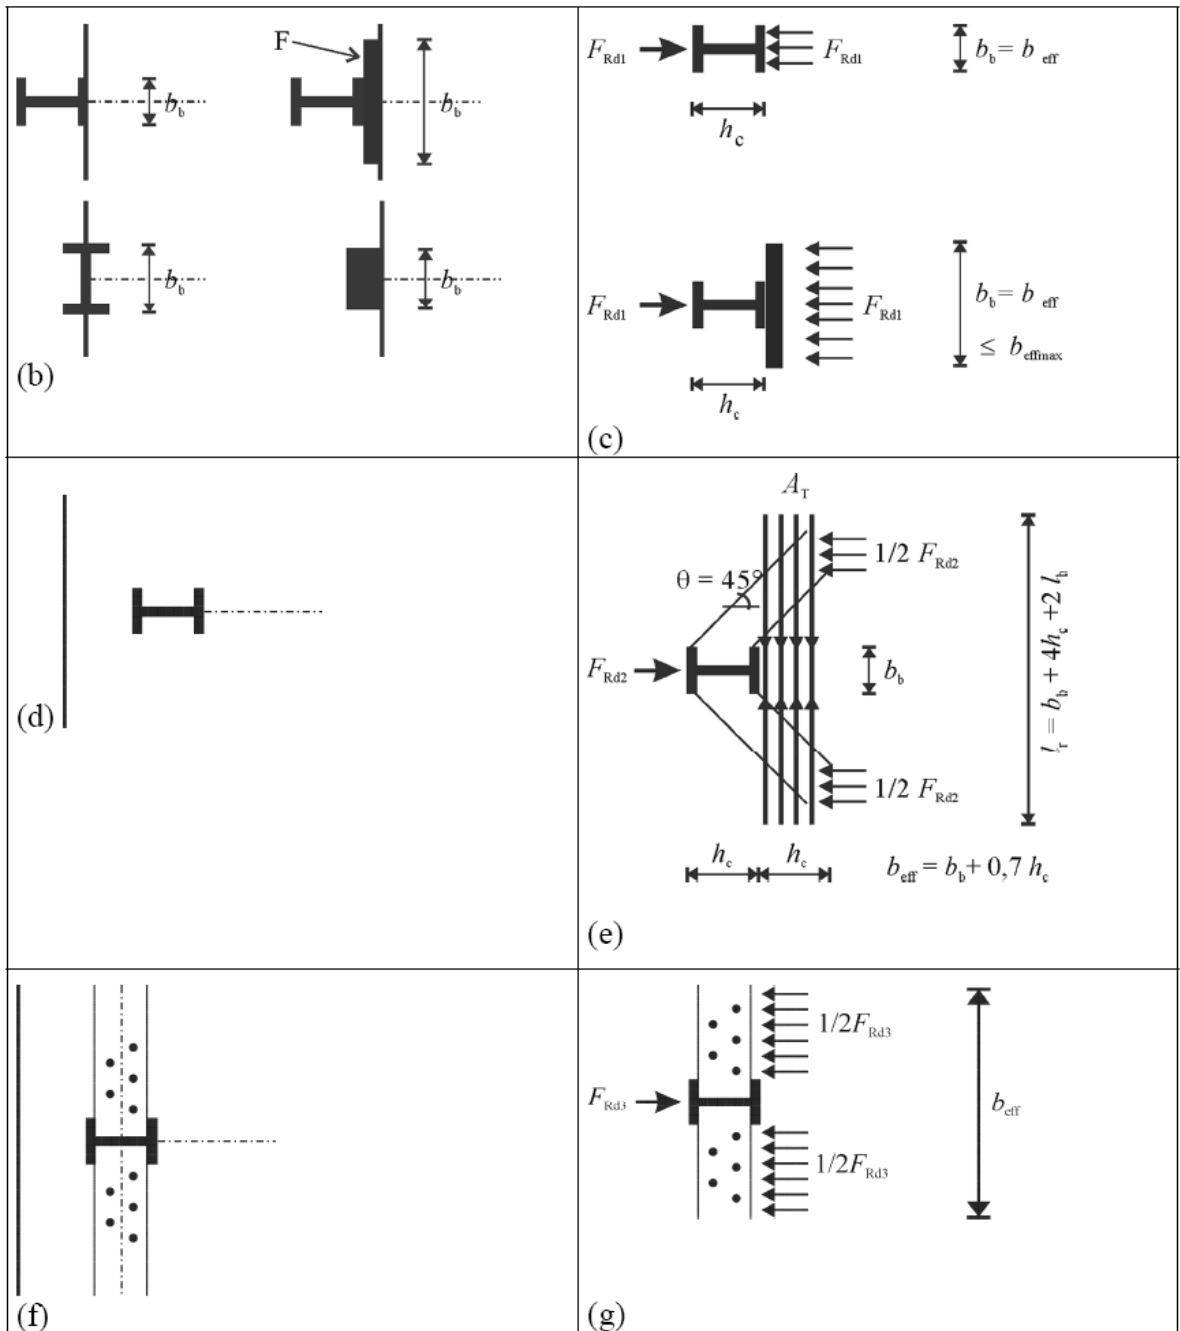 F
b_b
b_b
b_b
b_b
(b)
F_Rd1
F_Rd1
b_b = b_eff
h_c
F_Rd1
F_Rd1
b_b = b_eff
≤ b_effmax
h_c
(c)
(d)
A_T
1/2 F_Rd2
θ = 45°
F_Rd2
b_b
l_T = b_b + 4h_c + 2 l_b
1/2 F_Rd2
h_c
h_c
b_eff = b_b + 0,7 h_c
(e)
(f)
1/2F_Rd3
F_Rd3
b_eff
1/2F_Rd3
(g)